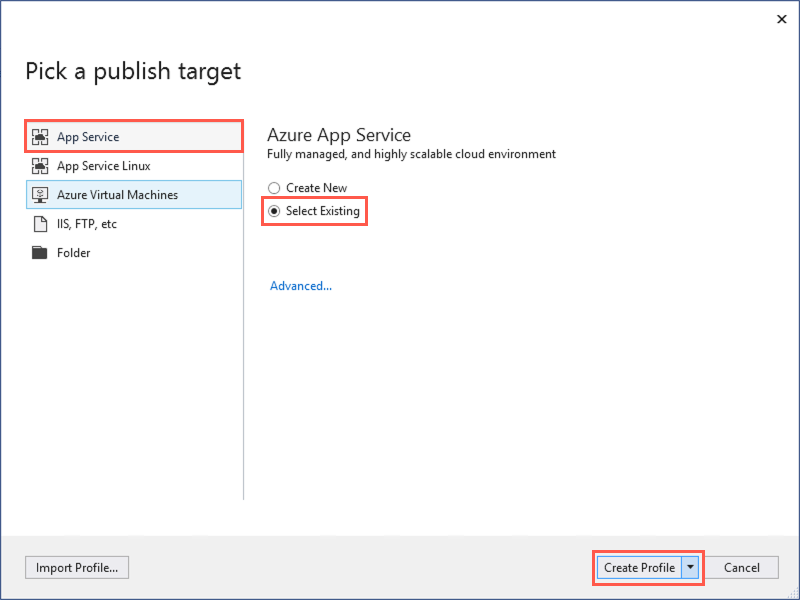 Pick a publish target
App Service
App Service Linux
Azure Virtual Machines
IIS, FTP, etc
Folder
Azure App Service
Fully managed, and highly scalable cloud environment
Create New
Select Existing
Advanced...
Import Profile...
Create Profile
Cancel